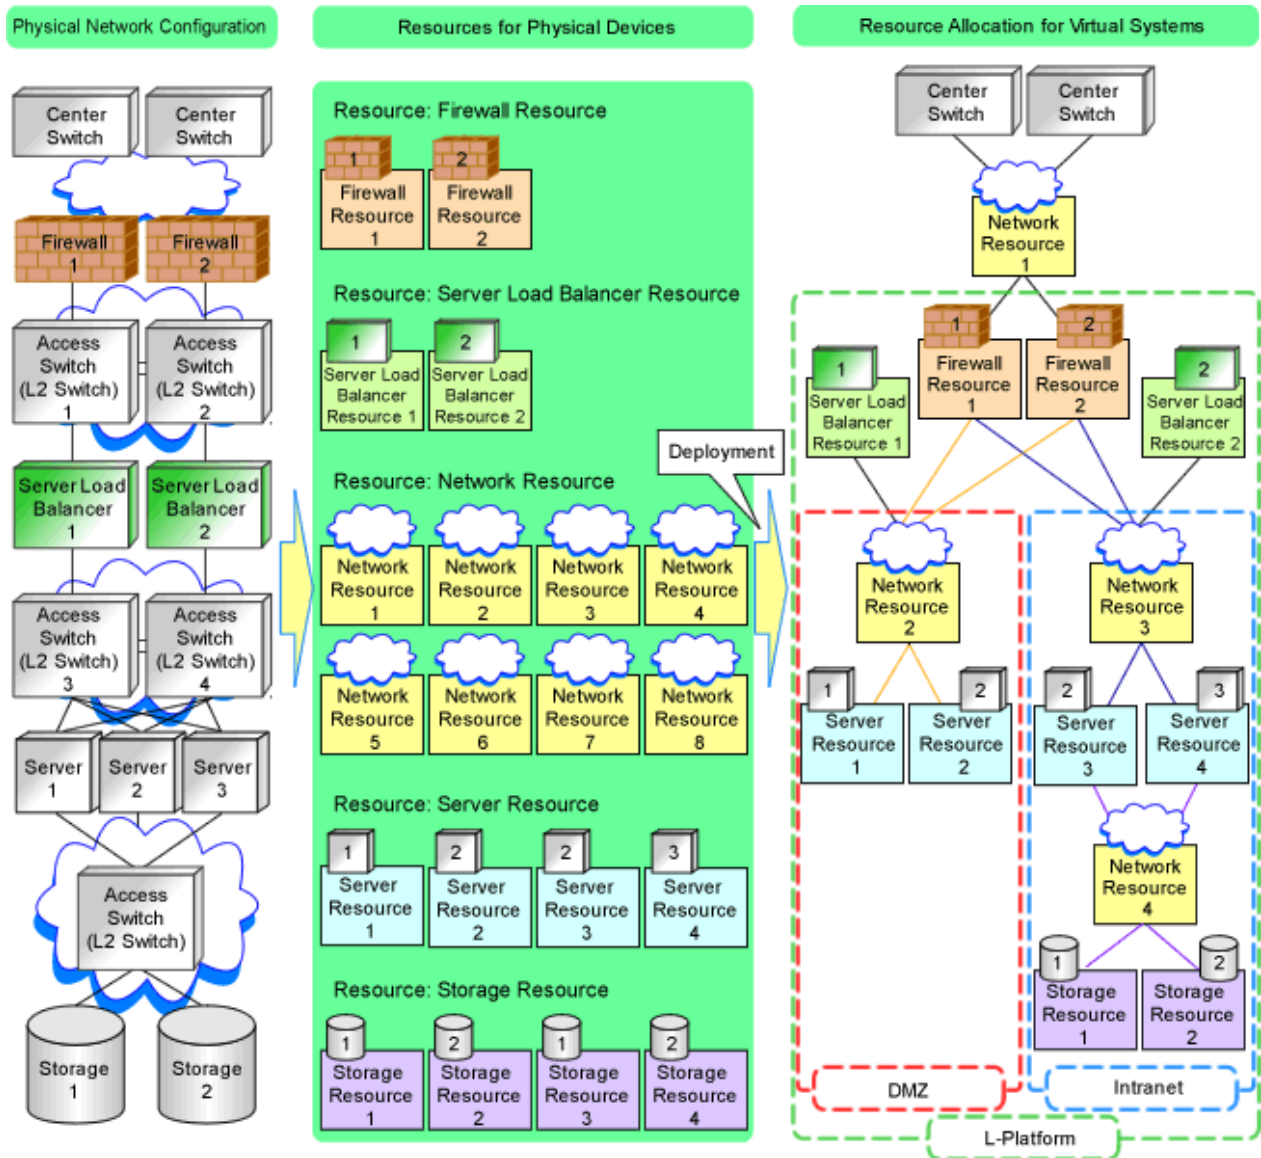 Physical Network Configuration
Resources for Physical Devices
Resource Allocation for Virtual Systems
Center
Switch
Center
Switch
Firewall
1
Firewall
2
Access
Switch
(L2 Switch)
1
Access
Switch
(L2 Switch)
2
Server Load
Balancer
1
Server Load
Balancer
2
Access
Switch
(L2 Switch)
3
Access
Switch
(L2 Switch)
4
Server
1
Server
2
Server
3
Access
Switch
(L2 Switch)
Storage
1
Storage
2
Resource: Firewall Resource
1
Firewall
Resource
1
2
Firewall
Resource
2
Resource: Server Load Balancer Resource
1
Server Load
Balancer
Resource 1
2
Server Load
Balancer
Resource 2
Resource: Network Resource
Network
Resource
1
Network
Resource
2
Network
Resource
3
Network
Resource
4
Network
Resource
5
Network
Resource
6
Network
Resource
7
Network
Resource
8
Resource: Server Resource
1
Server
Resource
1
2
Server
Resource
2
2
Server
Resource
3
3
Server
Resource
4
Resource: Storage Resource
1
Storage
Resource
1
2
Storage
Resource
2
1
Storage
Resource
3
2
Storage
Resource
4
Deployment
Center
Switch
Center
Switch
Network
Resource
1
1
Firewall
Resource
1
2
Firewall
Resource
2
1
Server Load
Balancer
Resource 1
2
Server Load
Balancer
Resource 2
Network
Resource
2
Network
Resource
3
1
Server
Resource
1
2
Server
Resource
2
2
Server
Resource
3
3
Server
Resource
4
Network
Resource
4
1
Storage
Resource
1
2
Storage
Resource
2
DMZ
Intranet
L-Platform